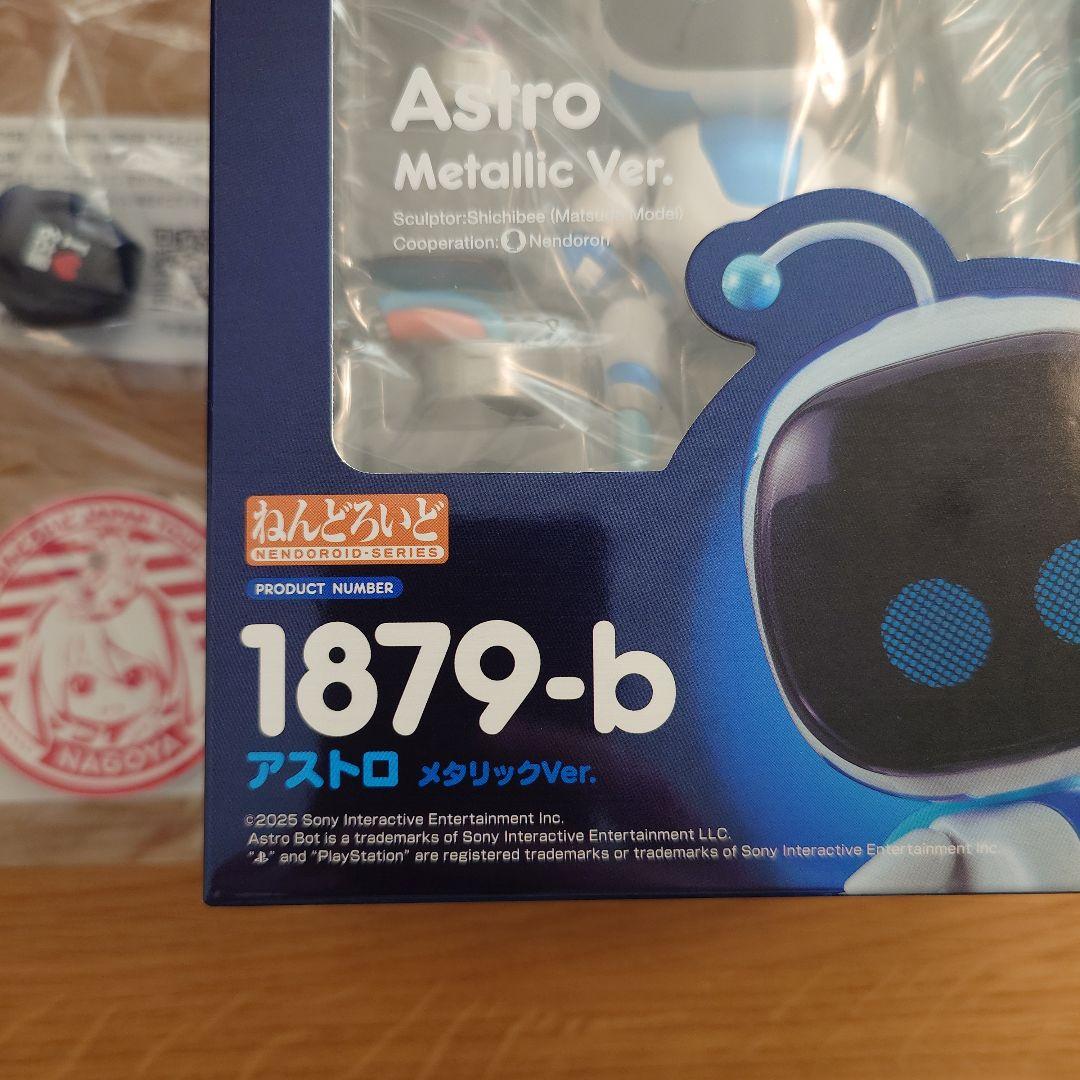 Astro
Metallic Ver.
Sculptor:Shichibee (Matsuda Model)
Cooperation: Nendoron
ねんどろいど
NENDOROID-SERIES
PRODUCT NUMBER
1879-b
アストロ メタリックVer.
©2025 Sony Interactive Entertainment Inc.
Astro Bot is a trademarks of Sony Interactive Entertainment LLC.
" " and "PlayStation" are registered trademarks or trademarks of Sony Interactive Entertainment Inc.
NAGOYA